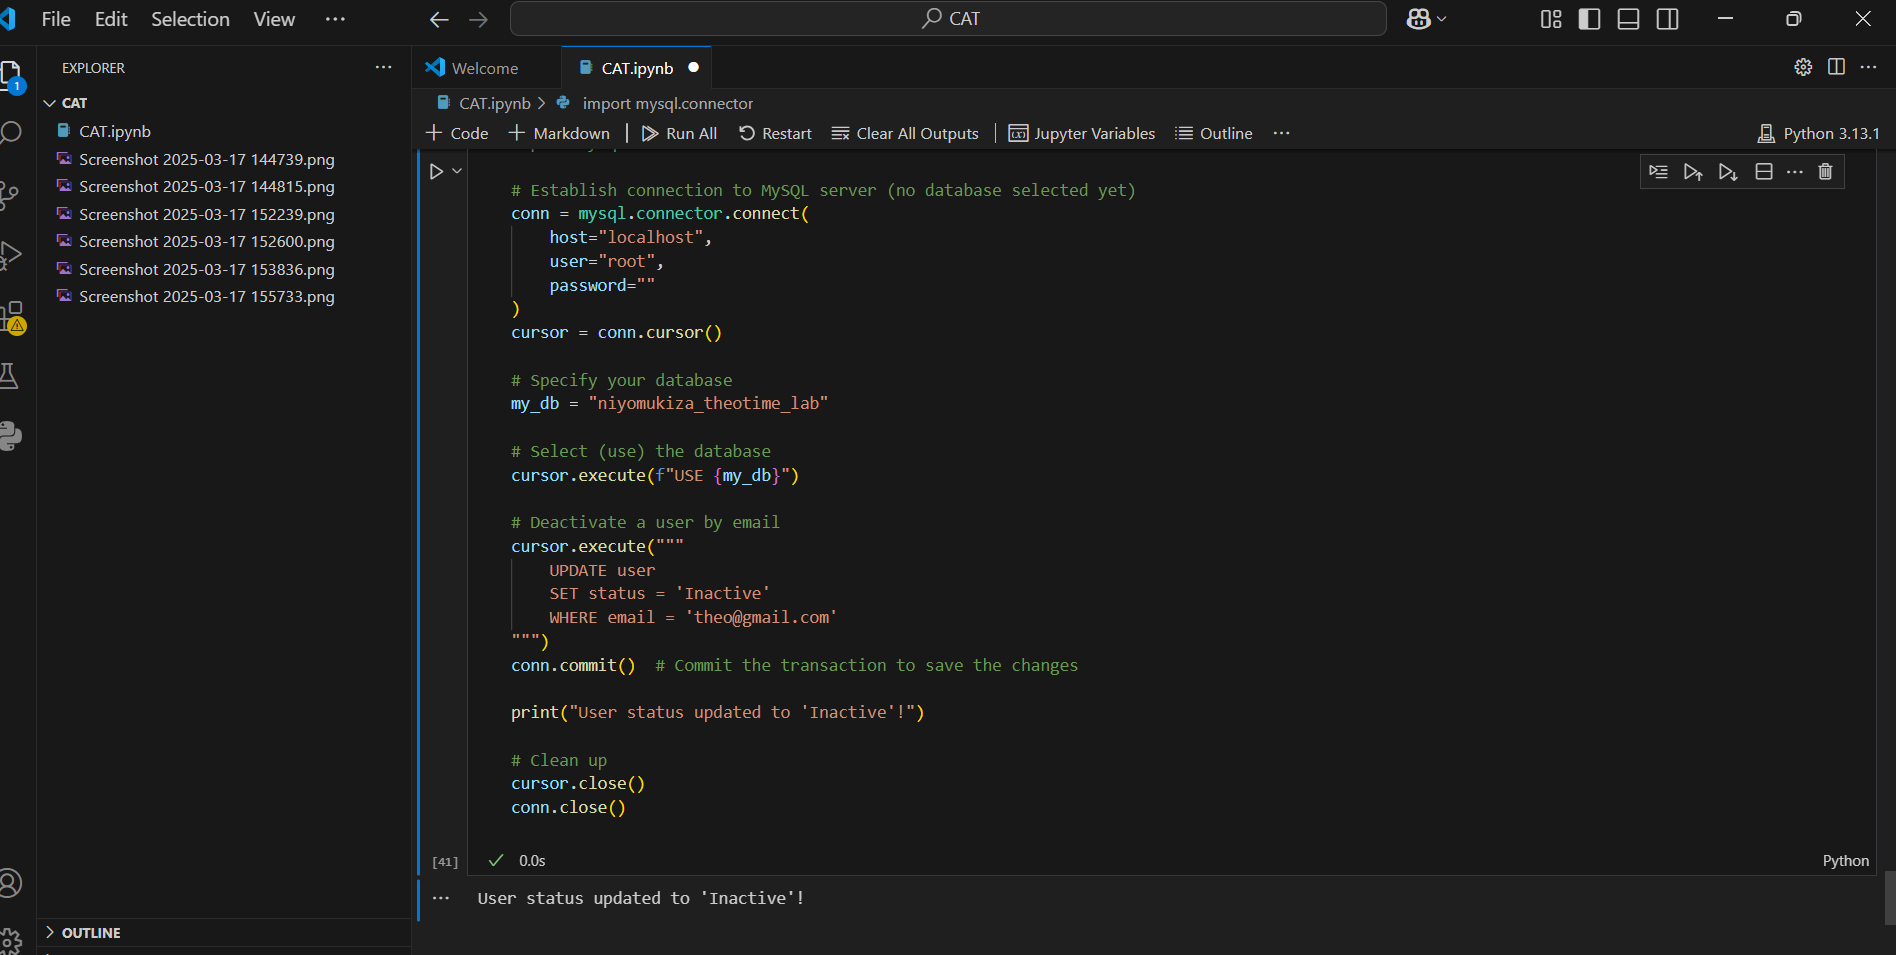 File Edit Selection View ···
CAT
EXPLORER ···
Welcome
CAT.ipynb
1
CAT
CAT.ipynb
Screenshot 2025-03-17 144739.png
Screenshot 2025-03-17 144815.png
Screenshot 2025-03-17 152239.png
Screenshot 2025-03-17 152600.png
Screenshot 2025-03-17 153836.png
Screenshot 2025-03-17 155733.png
OUTLINE
CAT.ipynb > import mysql.connector
+ Code + Markdown | Run All Restart Clear All Outputs | Jupyter Variables Outline ···
Python 3.13.1
# Establish connection to MySQL server (no database selected yet)
conn = mysql.connector.connect(
    host="localhost",
    user="root",
    password=""
)
cursor = conn.cursor()
# Specify your database
my_db = "niyomukiza_theotime_lab"
# Select (use) the database
cursor.execute(f"USE {my_db}")
# Deactivate a user by email
cursor.execute("""
    UPDATE user
    SET status = 'Inactive'
    WHERE email = 'theo@gmail.com'
""")
conn.commit()  # Commit the transaction to save the changes
print("User status updated to 'Inactive'!")
# Clean up
cursor.close()
conn.close()
[41] ✓ 0.0s
Python
··· User status updated to 'Inactive'!